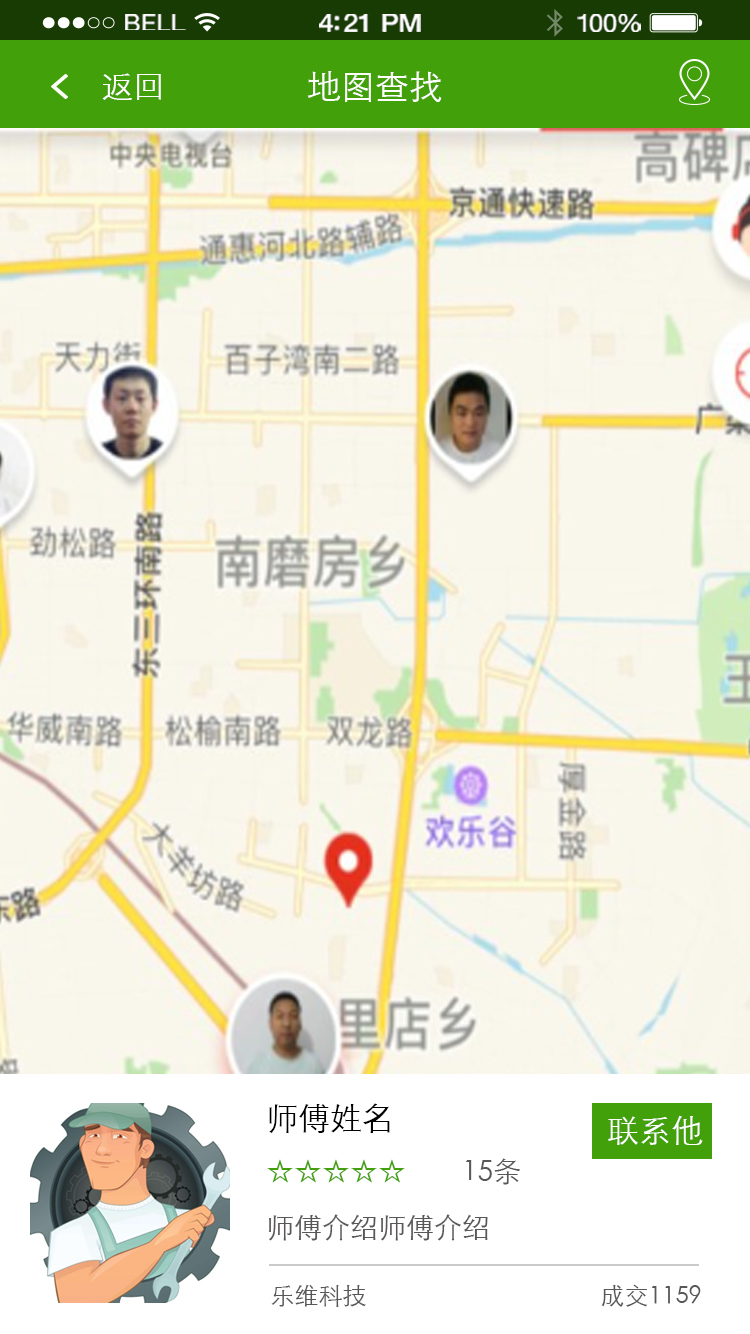 BELL 4:21 PM 100%
返回 地图查找
中央电视台
高碑
京通快速路
通惠河北路辅路
天力街
百子湾南二路
广
劲松路
东三环南路
南磨房乡
王
华威南路
松榆南路
双龙路
欢乐谷
厚金路
大羊坊路
东路
里店乡
师傅姓名
联系他
☆☆☆☆☆ 15条
师傅介绍师傅介绍
乐维科技
成交1159